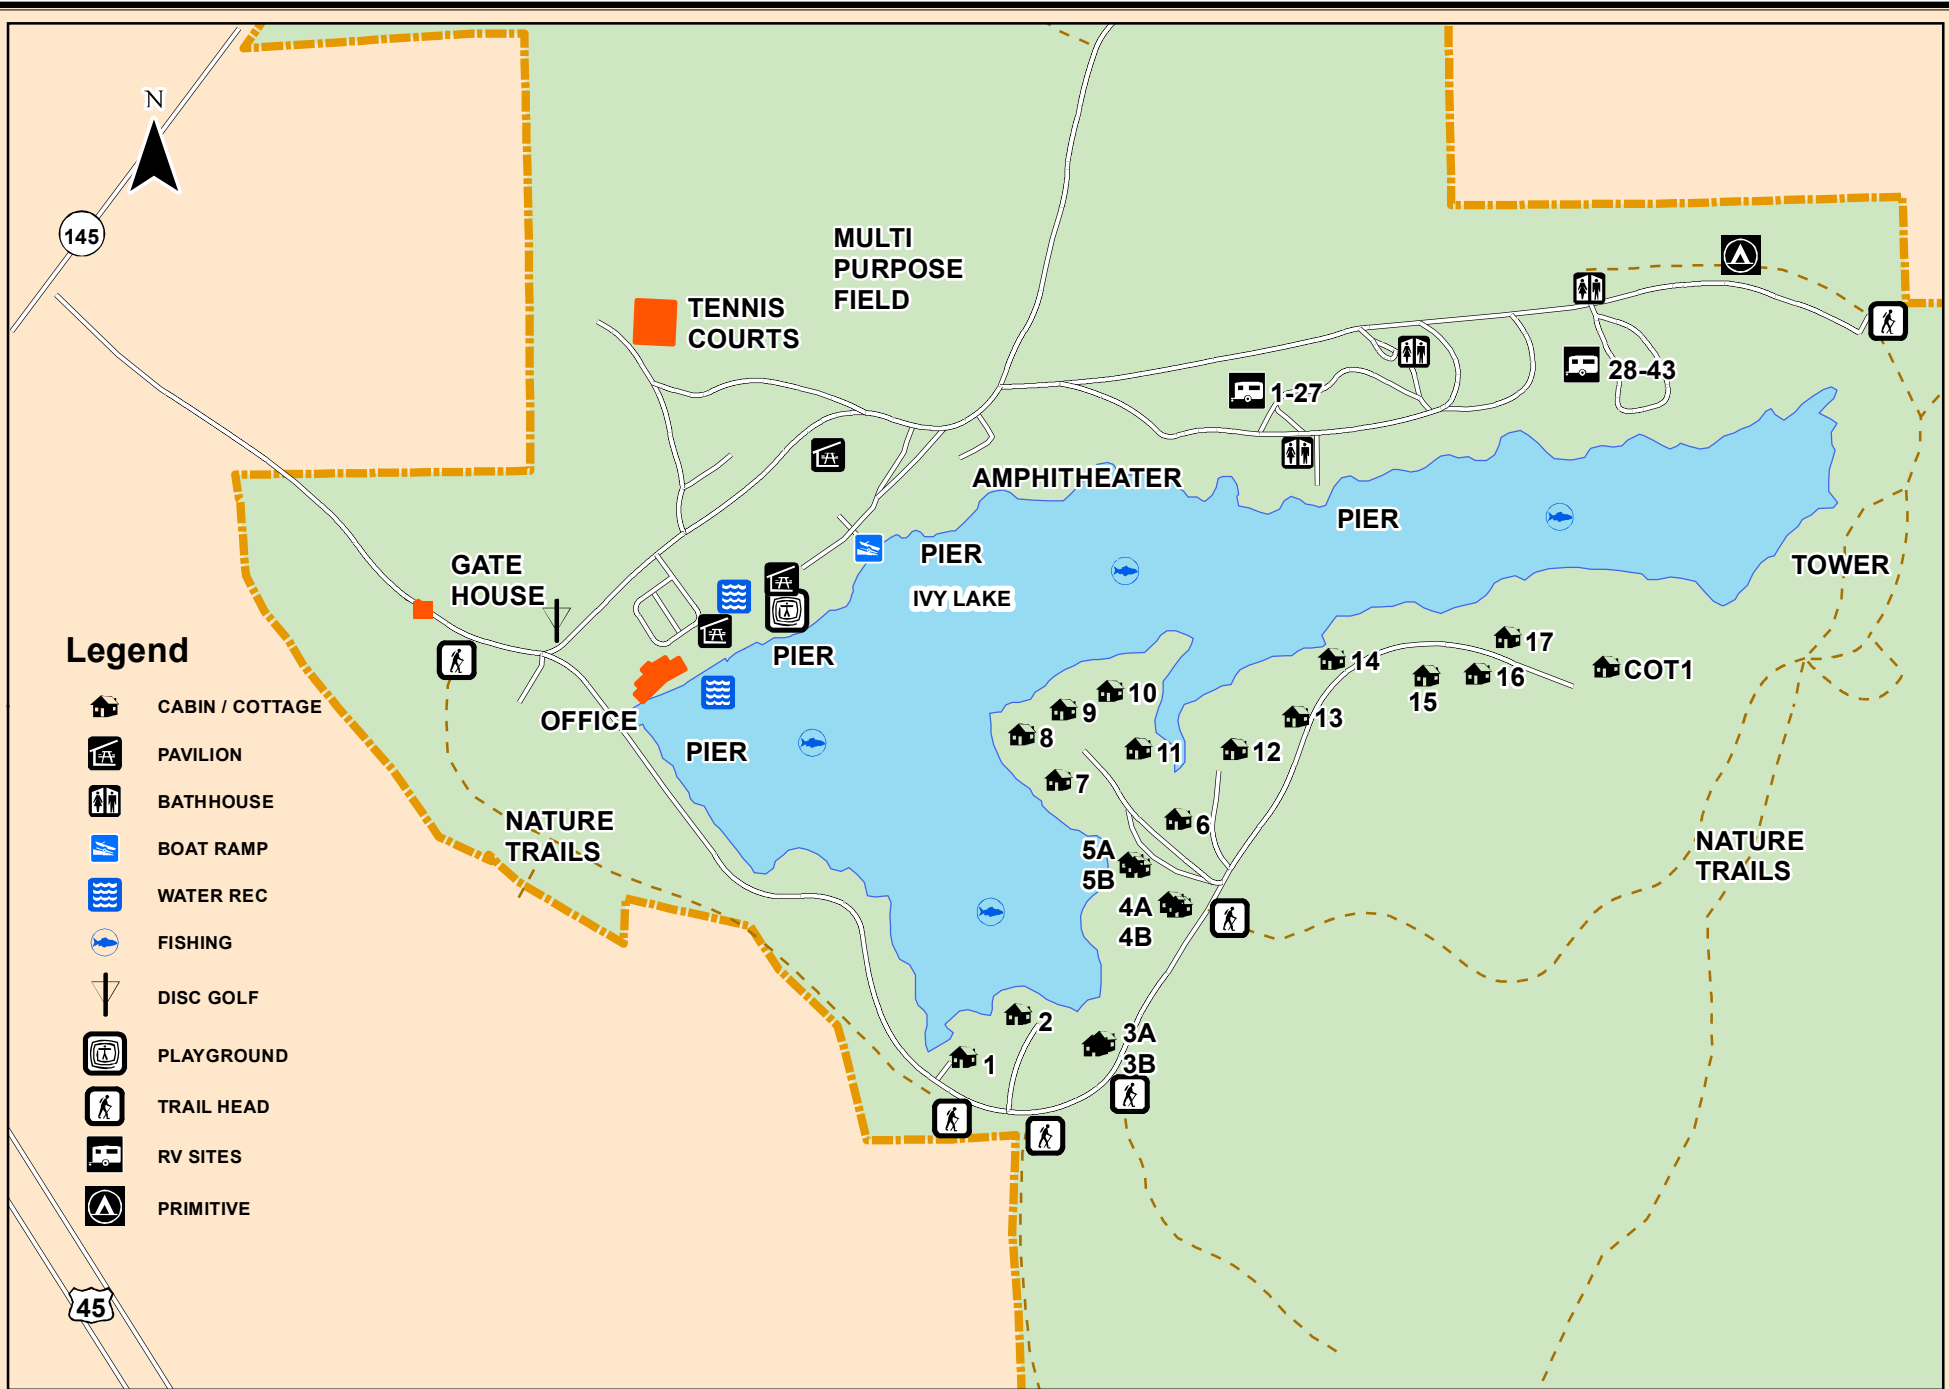 N
145
MULTI
PURPOSE
FIELD
TENNIS
COURTS
28-43
1-27
AMPHITHEATER
PIER
PIER
GATE
HOUSE
TOWER
IVY LAKE
PIER
17
14
COT1
16
15
10
9
13
OFFICE
8
11
12
PIER
7
6
NATURE
TRAILS
NATURE
TRAILS
5A
5B
4A
4B
2
3A
3B
1
Legend
CABIN / COTTAGE
PAVILION
BATHHOUSE
BOAT RAMP
WATER REC
FISHING
DISC GOLF
PLAYGROUND
TRAIL HEAD
RV SITES
PRIMITIVE
45